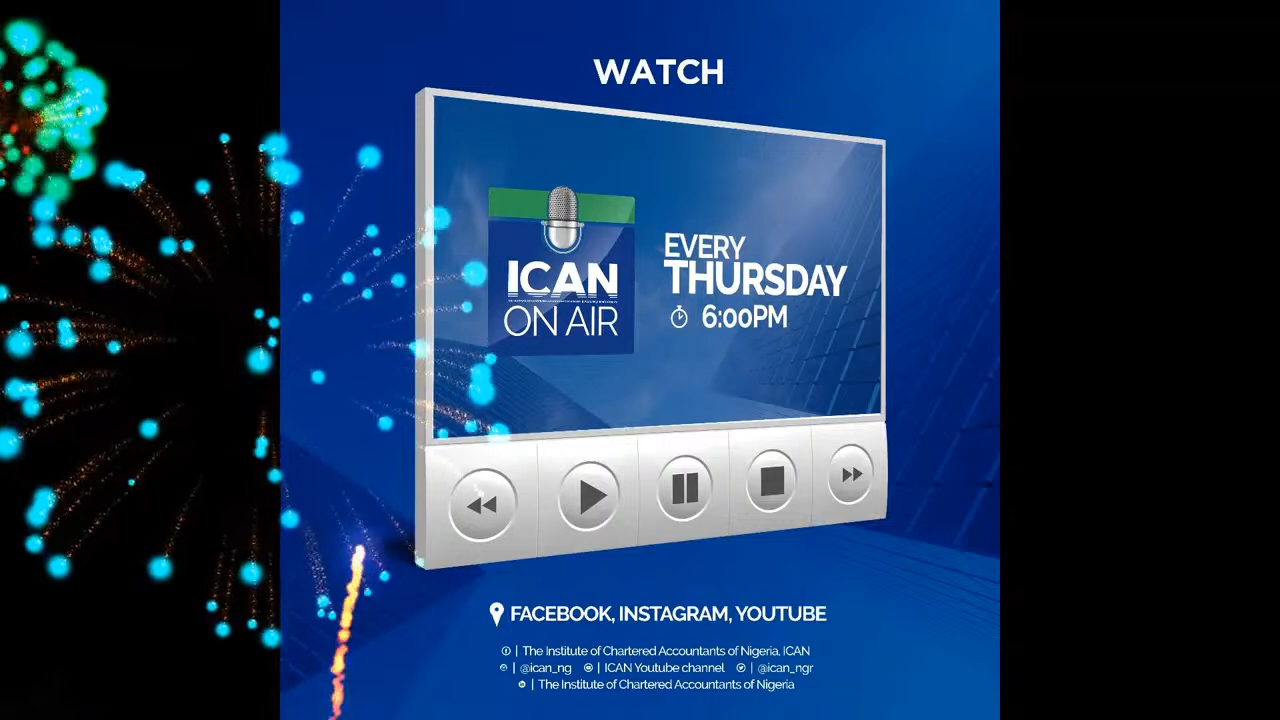 WATCH
ICAN
ON AIR
EVERY
THURSDAY
6:00PM
FACEBOOK, INSTAGRAM, YOUTUBE
| The Institute of Chartered Accountants of Nigeria, ICAN
| @ican_ng | ICAN Youtube channel | @ican_ngr
| The Institute of Chartered Accountants of Nigeria